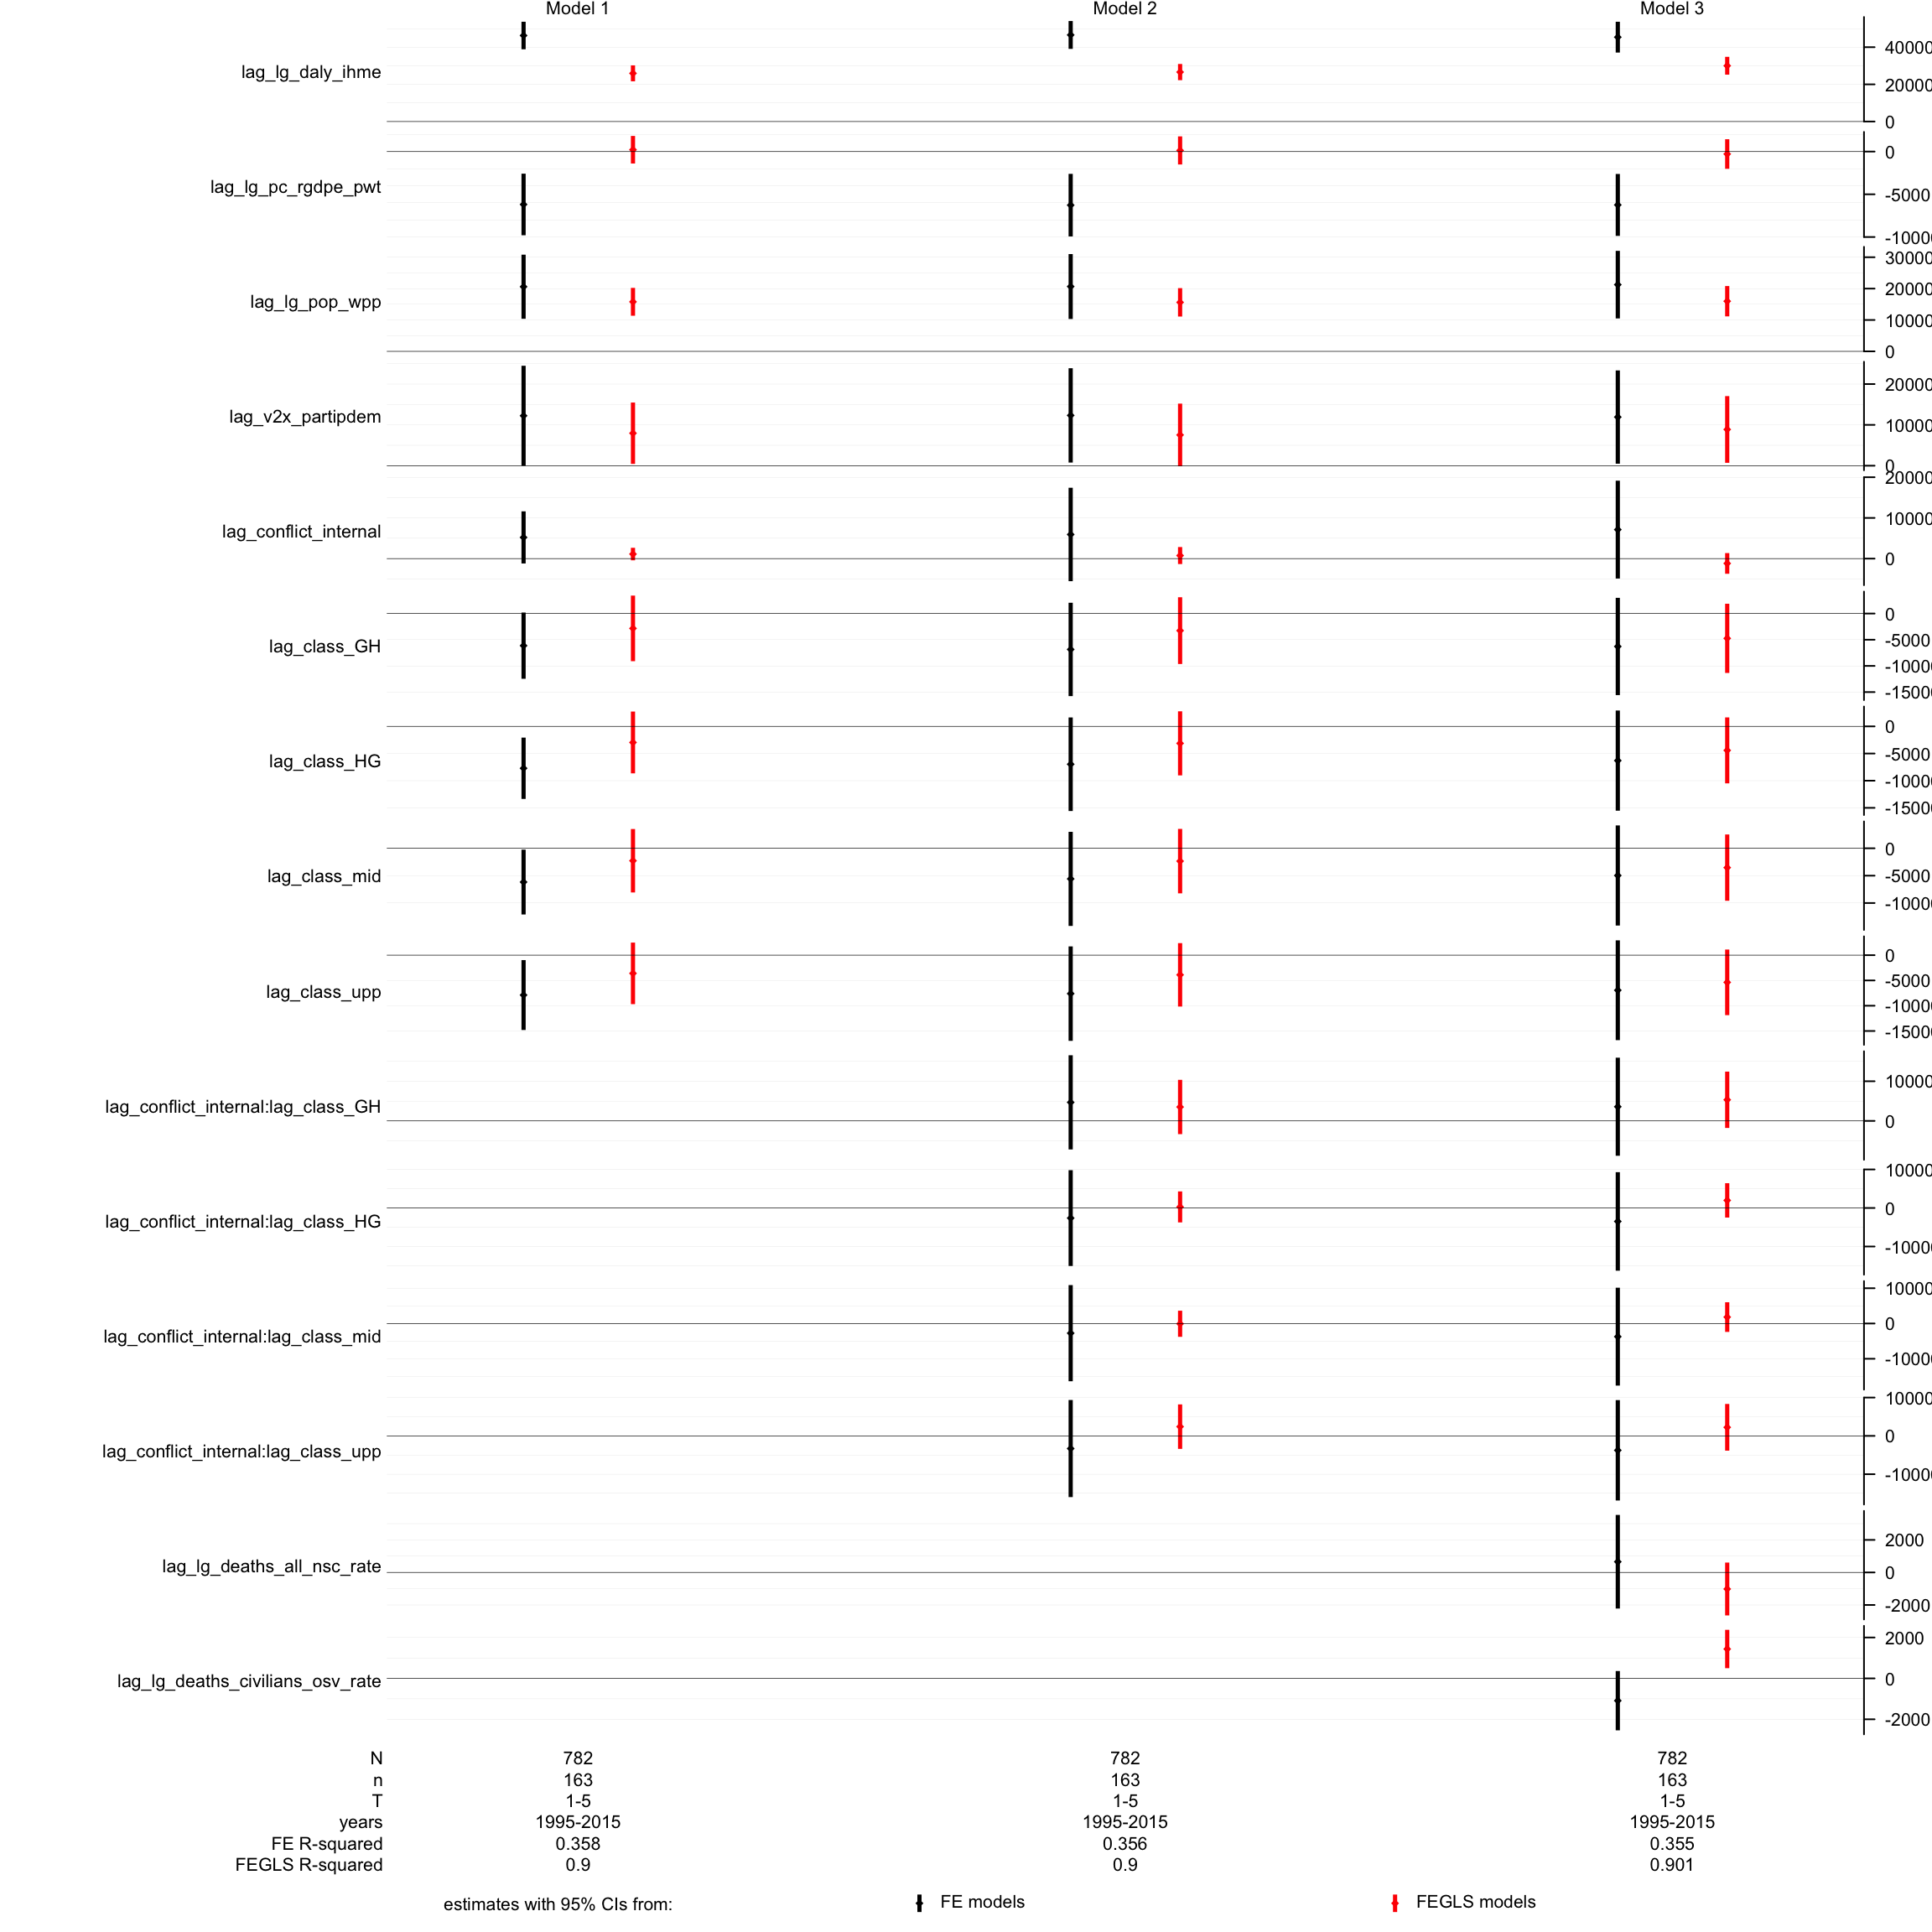 Model 1 Model 2 Model 3
40000
lag_lg_daly_ihme
20000
0
0
lag_lg_pc_rgdpe_pwt
-5000
-10000
30000
20000
lag_lg_pop_wpp
10000
0
20000
lag_v2x_partipdem
10000
0
20000
10000
lag_conflict_internal
0
0
-5000
lag_class_GH
-10000
-15000
0
-5000
lag_class_HG
-10000
-15000
0
-5000
lag_class_mid
-10000
0
-5000
lag_class_upp
-10000
-15000
10000
lag_conflict_internal:lag_class_GH
0
10000
0
lag_conflict_internal:lag_class_HG
-10000
10000
0
lag_conflict_internal:lag_class_mid
-10000
10000
0
lag_conflict_internal:lag_class_upp
-10000
2000
lag_lg_deaths_all_nsc_rate
0
-2000
2000
0
lag_lg_deaths_civilians_osv_rate
-2000
N 782 782 782
n 163 163 163
T 1-5 1-5 1-5
years 1995-2015 1995-2015 1995-2015
FE R-squared 0.358 0.356 0.355
FEGLS R-squared 0.9 0.9 0.901
estimates with 95% CIs from: FE models FEGLS models